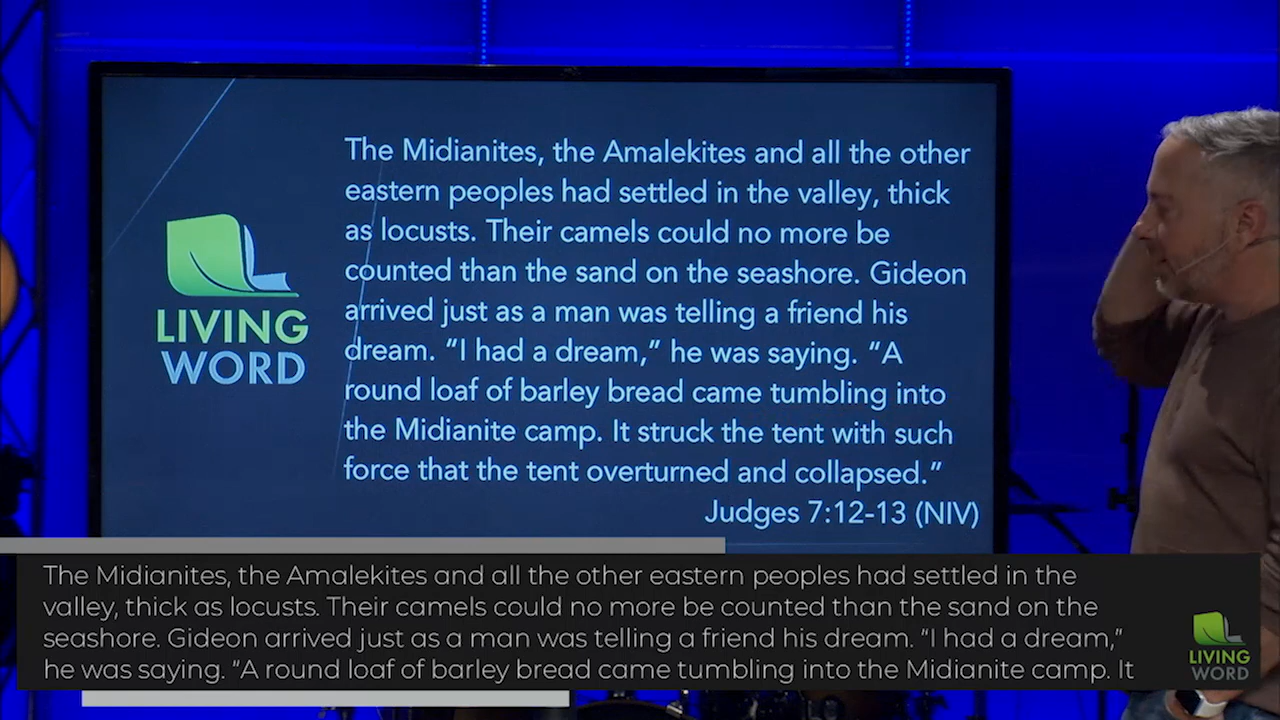 The Midianites, the Amalekites and all the other
eastern peoples had settled in the valley, thick
as locusts. Their camels could no more be
counted than the sand on the seashore. Gideon
arrived just as a man was telling a friend his
dream. “I had a dream,” he was saying. “A
round loaf of barley bread came tumbling into
the Midianite camp. It struck the tent with such
force that the tent overturned and collapsed.”
Judges 7:12-13 (NIV)
LIVING
WORD
The Midianites, the Amalekites and all the other eastern peoples had settled in the
valley, thick as locusts. Their camels could no more be counted than the sand on the
seashore. Gideon arrived just as a man was telling a friend his dream. “I had a dream,”
he was saying. “A round loaf of barley bread came tumbling into the Midianite camp. It
LIVING
WORD